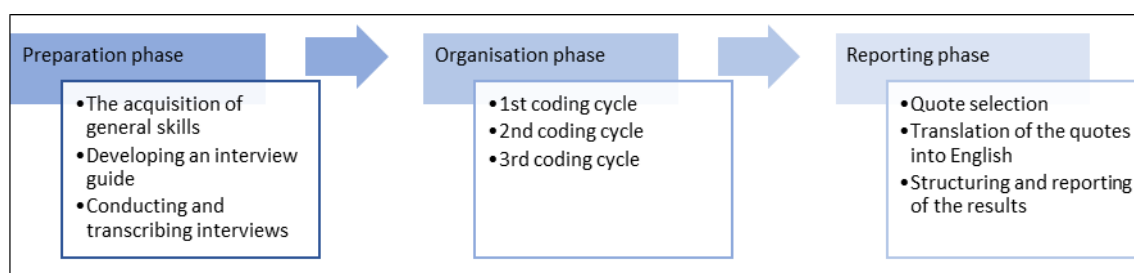 Preparation phase
•The acquisition of
general skills
•Developing an interview
guide
•Conducting and
transcribing interviews
Organisation phase
•1st coding cycle
•2nd coding cycle
•3rd coding cycle
Reporting phase
•Quote selection
•Translation of the quotes
into English
•Structuring and reporting
of the results